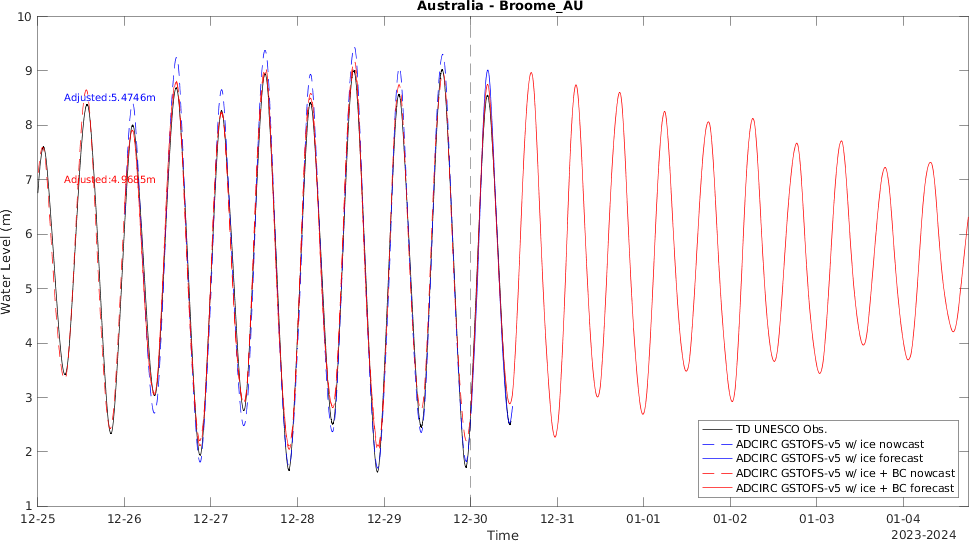 Australia - Broome_AU
10
9
8
7
6
5
4
3
2
1
Water Level (m)
Adjusted:5.4746m
Adjusted:4.9685m
TD UNESCO Obs.
ADCIRC GSTOFS-v5 w/ ice nowcast
ADCIRC GSTOFS-v5 w/ ice forecast
ADCIRC GSTOFS-v5 w/ ice + BC nowcast
ADCIRC GSTOFS-v5 w/ ice + BC forecast
12-25 12-26 12-27 12-28 12-29 12-30 12-31 01-01 01-02 01-03 01-04
Time
2023-2024